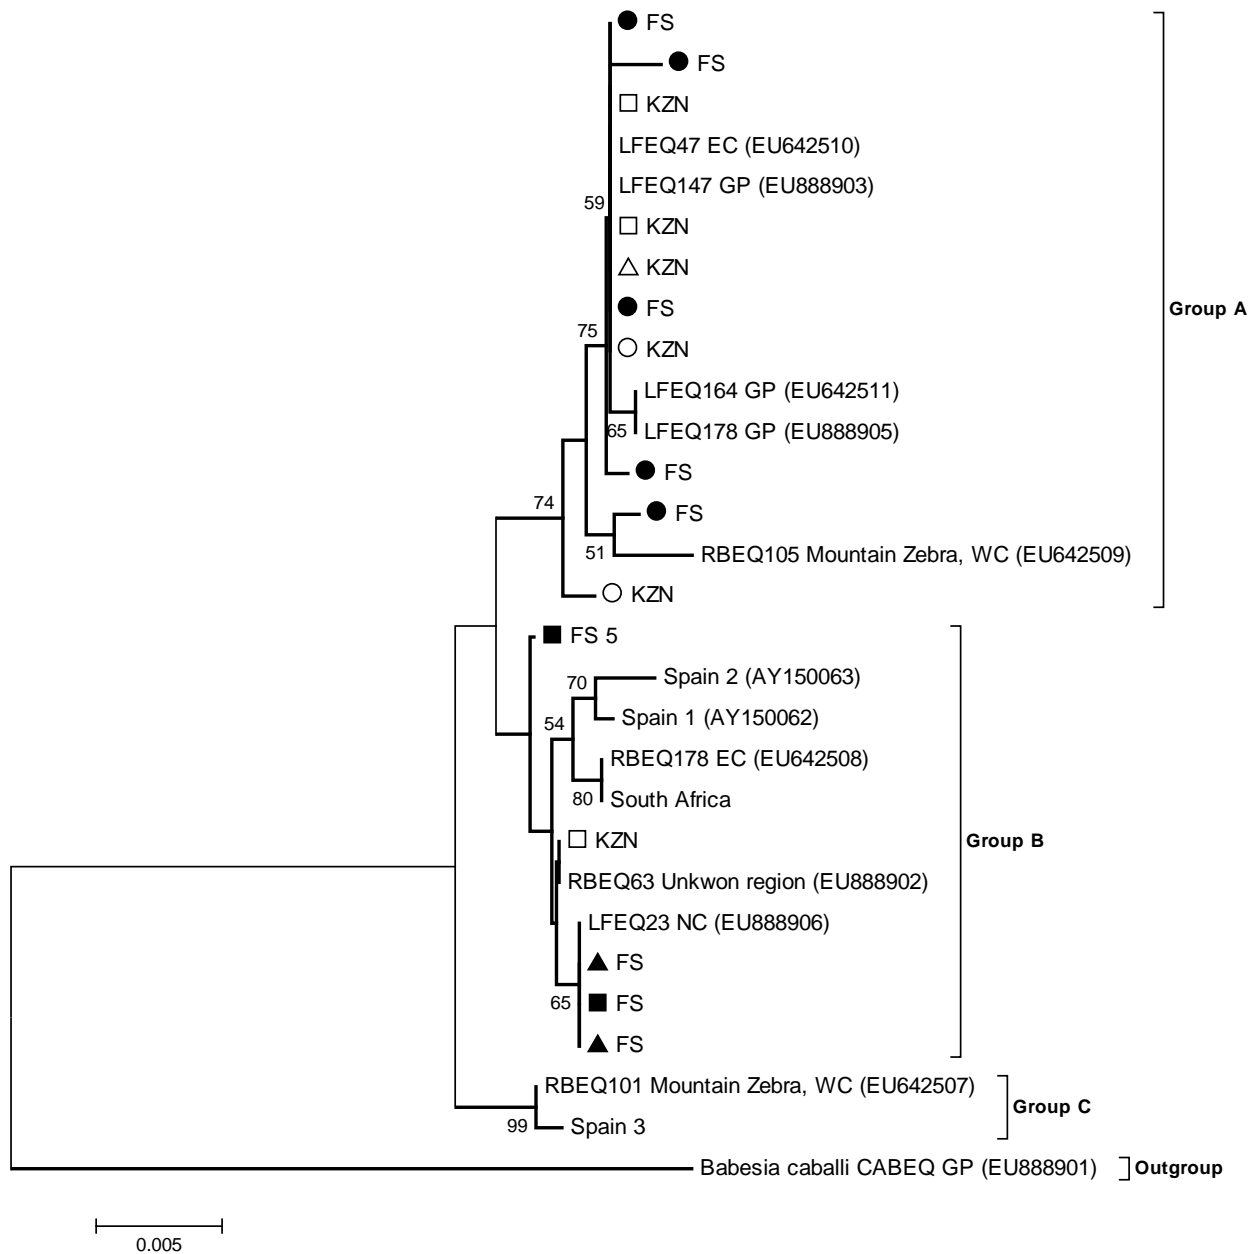 FS
FS
KZN
LFEQ47 EC (EU642510)
LFEQ147 GP (EU888903)
59
KZN
KZN
FS
Group A
75
KZN
LFEQ164 GP (EU642511)
65
LFEQ178 GP (EU888905)
FS
74
FS
51
RBEQ105 Mountain Zebra, WC (EU642509)
KZN
FS 5
70
Spain 2 (AY150063)
54
Spain 1 (AY150062)
RBEQ178 EC (EU642508)
80
South Africa
KZN
Group B
RBEQ63 Unkwon region (EU888902)
LFEQ23 NC (EU888906)
FS
65
FS
FS
RBEQ101 Mountain Zebra, WC (EU642507)
Group C
99
Spain 3
Babesia caballi CABEQ GP (EU888901)
Outgroup
0.005